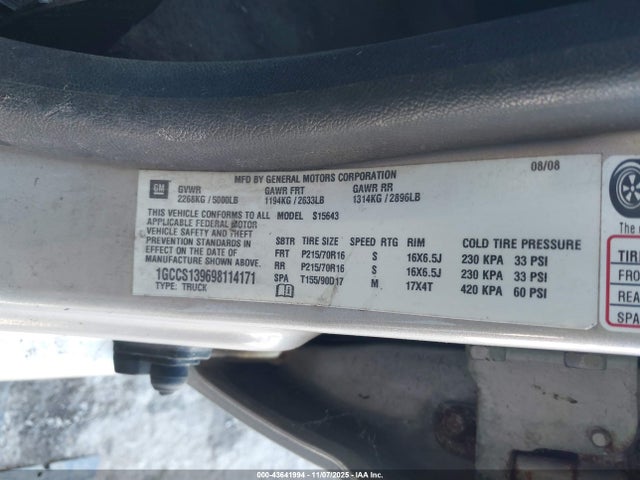 MFD BY GENERAL MOTORS CORPORATION 08/08
GM
GVWR GAWR FRT GAWR RR
2268KG / 5000LB 1194KG / 2633LB 1314KG / 2896LB
THIS VEHICLE CONFORMS TO ALL MODEL S15643
APPLICABLE FEDERAL MOTOR
VEHICLE SAFETY AND THEFT
PREVENTION STANDARDS IN
EFFECT ON THE DATE OF
MANUFACTURE SHOWN ABOVE.
1GCCS139698114171
TYPE: TRUCK
SBTR TIRE SIZE SPEED RTG RIM COLD TIRE PRESSURE
FRT P215/70R16 S 16X6.5J 230 KPA 33 PSI
RR P215/70R16 S 16X6.5J 230 KPA 33 PSI
SPA T155/90D17 M 17X4T 420 KPA 60 PSI
The
TIRE
FRONT
REA
SPA
00-43641994 - 11/07/2025 - IAA Inc.